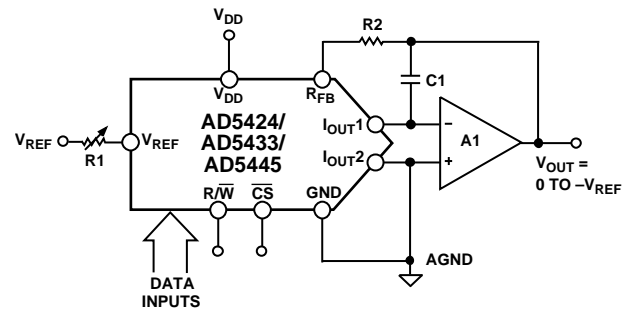 V_DD
R2
V_DD
R_FB
C1
AD5424/
AD5433/
AD5445
I_OUT1
I_OUT2
V_REF
R1
V_REF
A1
−
+
V_OUT =
0 TO –V_REF
R/W̅
C̅S̅
GND
AGND
DATA
INPUTS